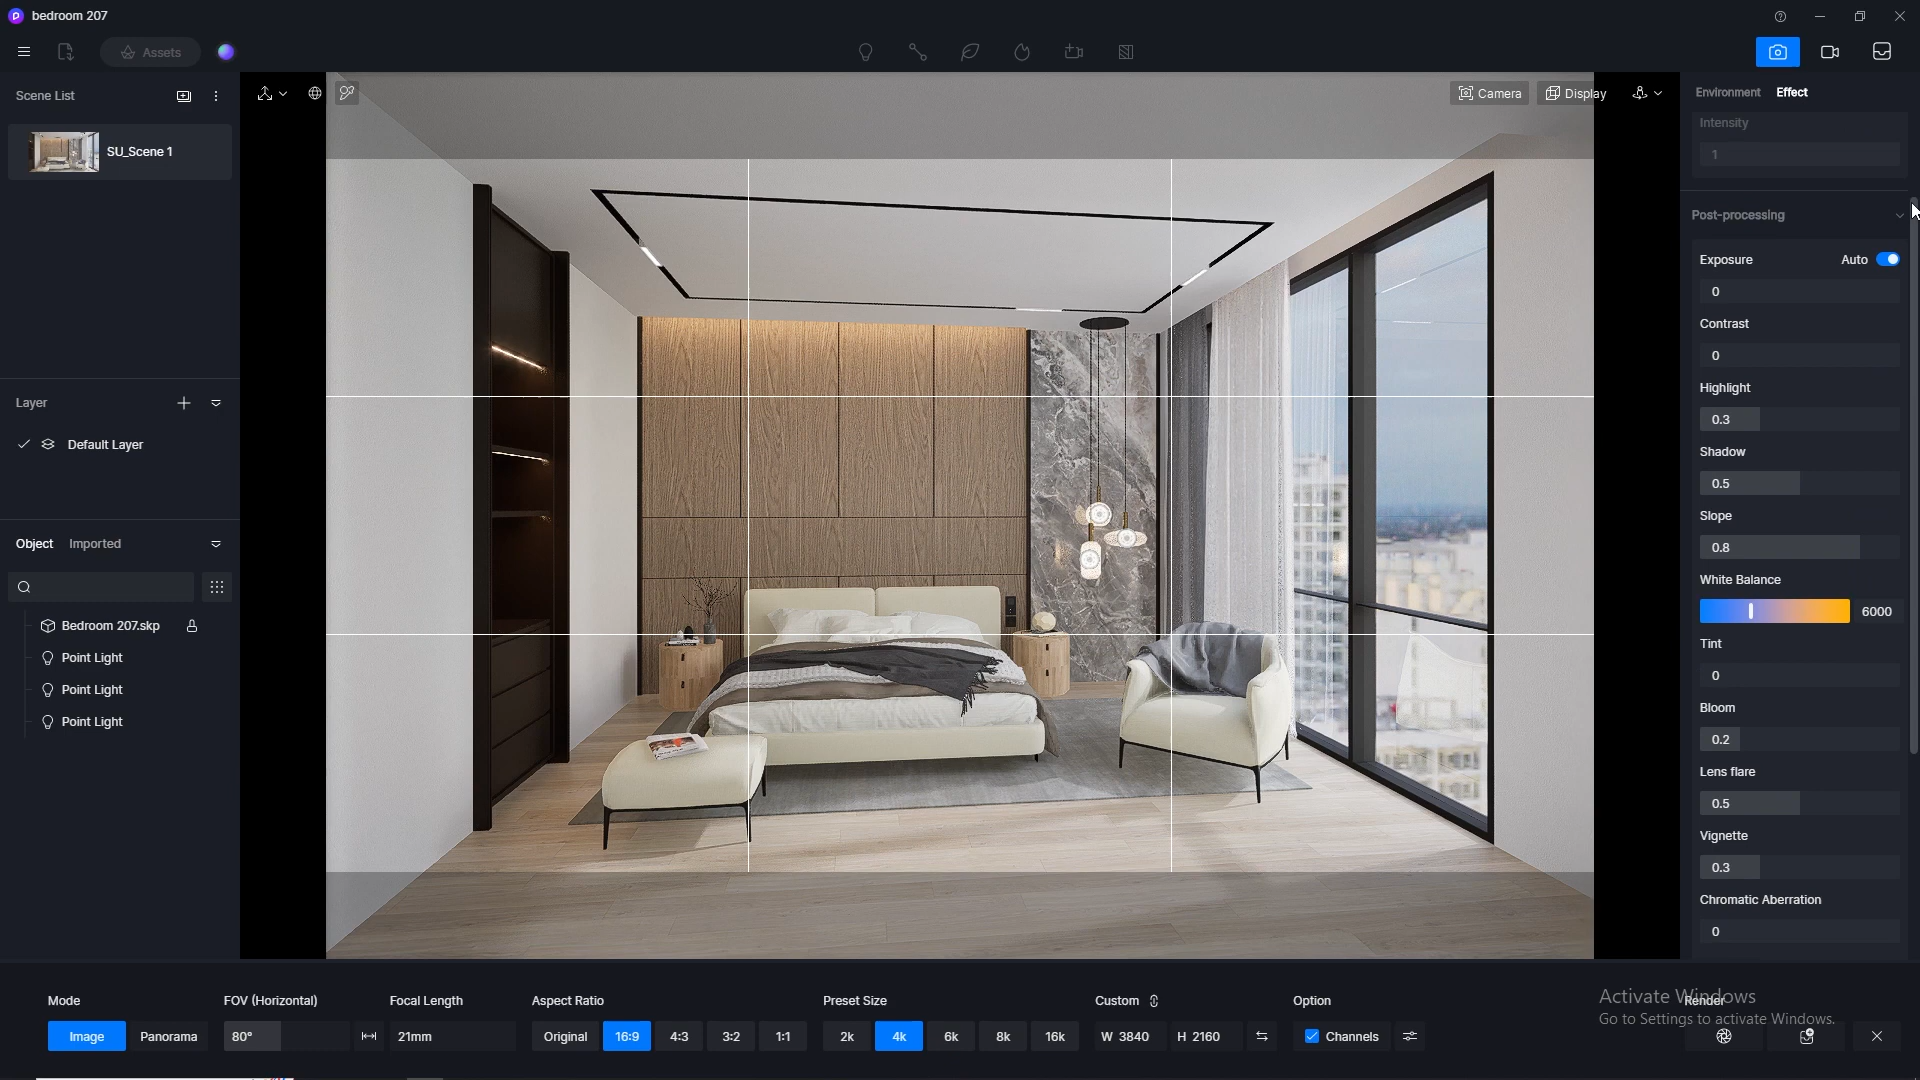 bedroom 207
Assets
Scene List
SU_Scene 1
Camera
Display
Environment
Effect
Intensity
1
Post-processing
Exposure
Auto
0
Contrast
0
Highlight
0.3
Shadow
0.5
Slope
0.8
White Balance
6000
Tint
0
Bloom
0.2
Lens flare
0.5
Vignette
0.3
Chromatic Aberration
0
Layer
Default Layer
Object
Imported
Bedroom 207.skp
Point Light
Point Light
Point Light
Mode
FOV (Horizontal)
Focal Length
Aspect Ratio
Preset Size
Custom
Option
Render
Image
Panorama
80°
21mm
Original
16:9
4:3
3:2
1:1
2k
4k
6k
8k
16k
W 3840
H 2160
Channels
Activate Windows
Go to Settings to activate Windows.